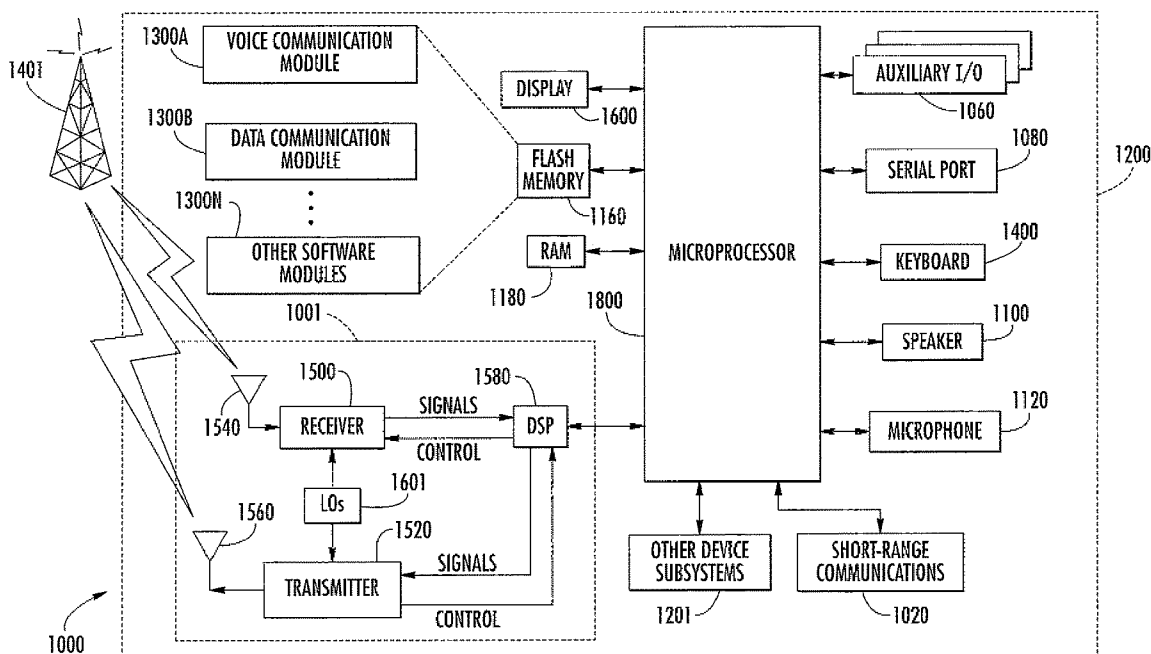 1300A
VOICE COMMUNICATION
MODULE
1401
1300B
DATA COMMUNICATION
MODULE
1300N
OTHER SOFTWARE
MODULES
DISPLAY
1600
FLASH
MEMORY
1160
RAM
1180
MICROPROCESSOR
1800
AUXILIARY I/O
1060
1080
SERIAL PORT
1200
1400
KEYBOARD
1100
SPEAKER
1120
MICROPHONE
1001
1500
1540
RECEIVER
SIGNALS
CONTROL
1580
DSP
LOs
1601
1560
1520
TRANSMITTER
SIGNALS
CONTROL
OTHER DEVICE
SUBSYSTEMS
1201
SHORT-RANGE
COMMUNICATIONS
1020
1000